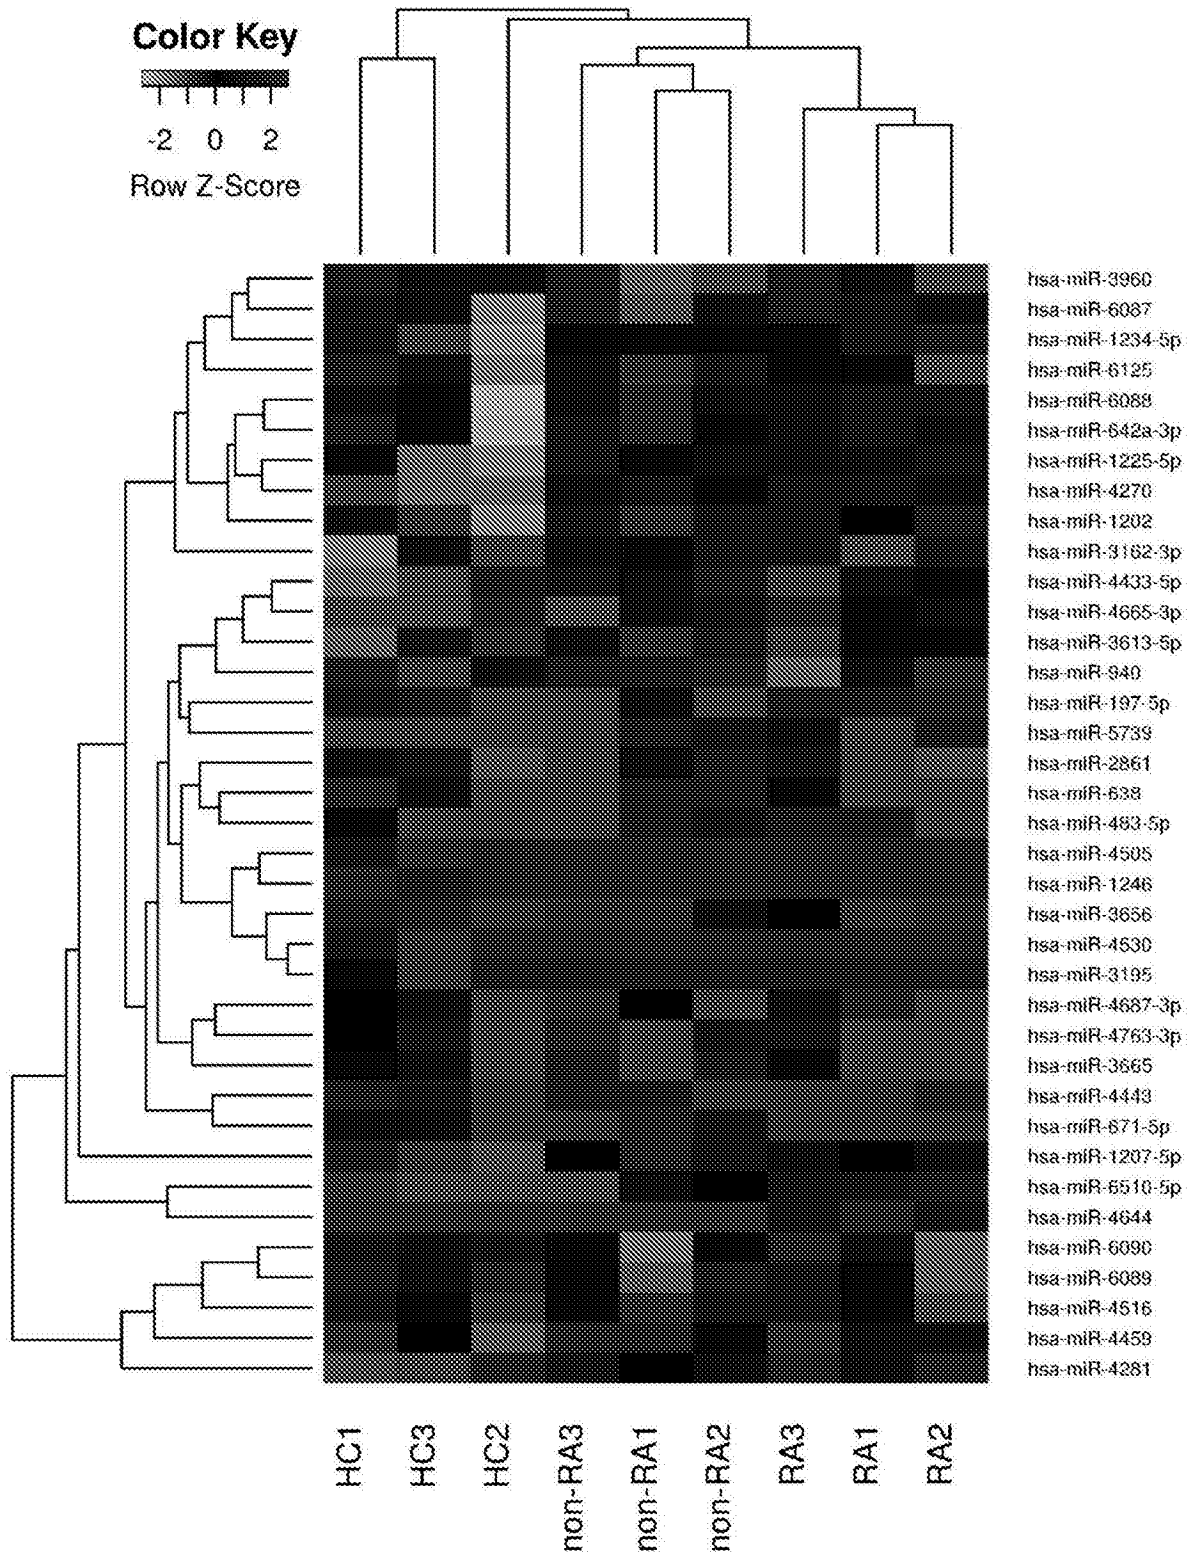 Color Key
-2 0 2
Row Z-Score
hsa-miR-3960
hsa-miR-6087
hsa-miR-1234-5p
hsa-miR-6125
hsa-miR-6088
hsa-miR-642a-3p
hsa-miR-1225-5p
hsa-miR-4270
hsa-miR-1202
hsa-miR-3162-3p
hsa-miR-4433-5p
hsa-miR-4665-3p
hsa-miR-3613-5p
hsa-miR-940
hsa-miR-197-5p
hsa-miR-5739
hsa-miR-2861
hsa-miR-638
hsa-miR-483-5p
hsa-miR-4505
hsa-miR-1246
hsa-miR-3656
hsa-miR-4530
hsa-miR-3195
hsa-miR-4687-3p
hsa-miR-4763-3p
hsa-miR-3665
hsa-miR-4443
hsa-miR-671-5p
hsa-miR-1207-5p
hsa-miR-6510-5p
hsa-miR-4644
hsa-miR-6090
hsa-miR-6089
hsa-miR-4516
hsa-miR-4459
hsa-miR-4281
HC1
HC3
HC2
non-RA3
non-RA1
non-RA2
RA3
RA1
RA2